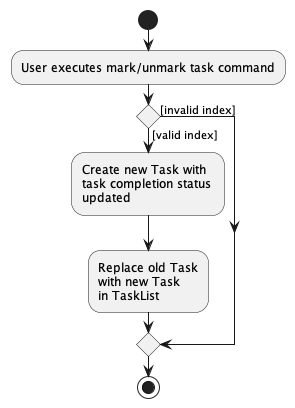 User executes mark/unmark task command
[invalid index]
[valid index]
Create new Task with
task completion status
updated
Replace old Task
with new Task
in TaskList